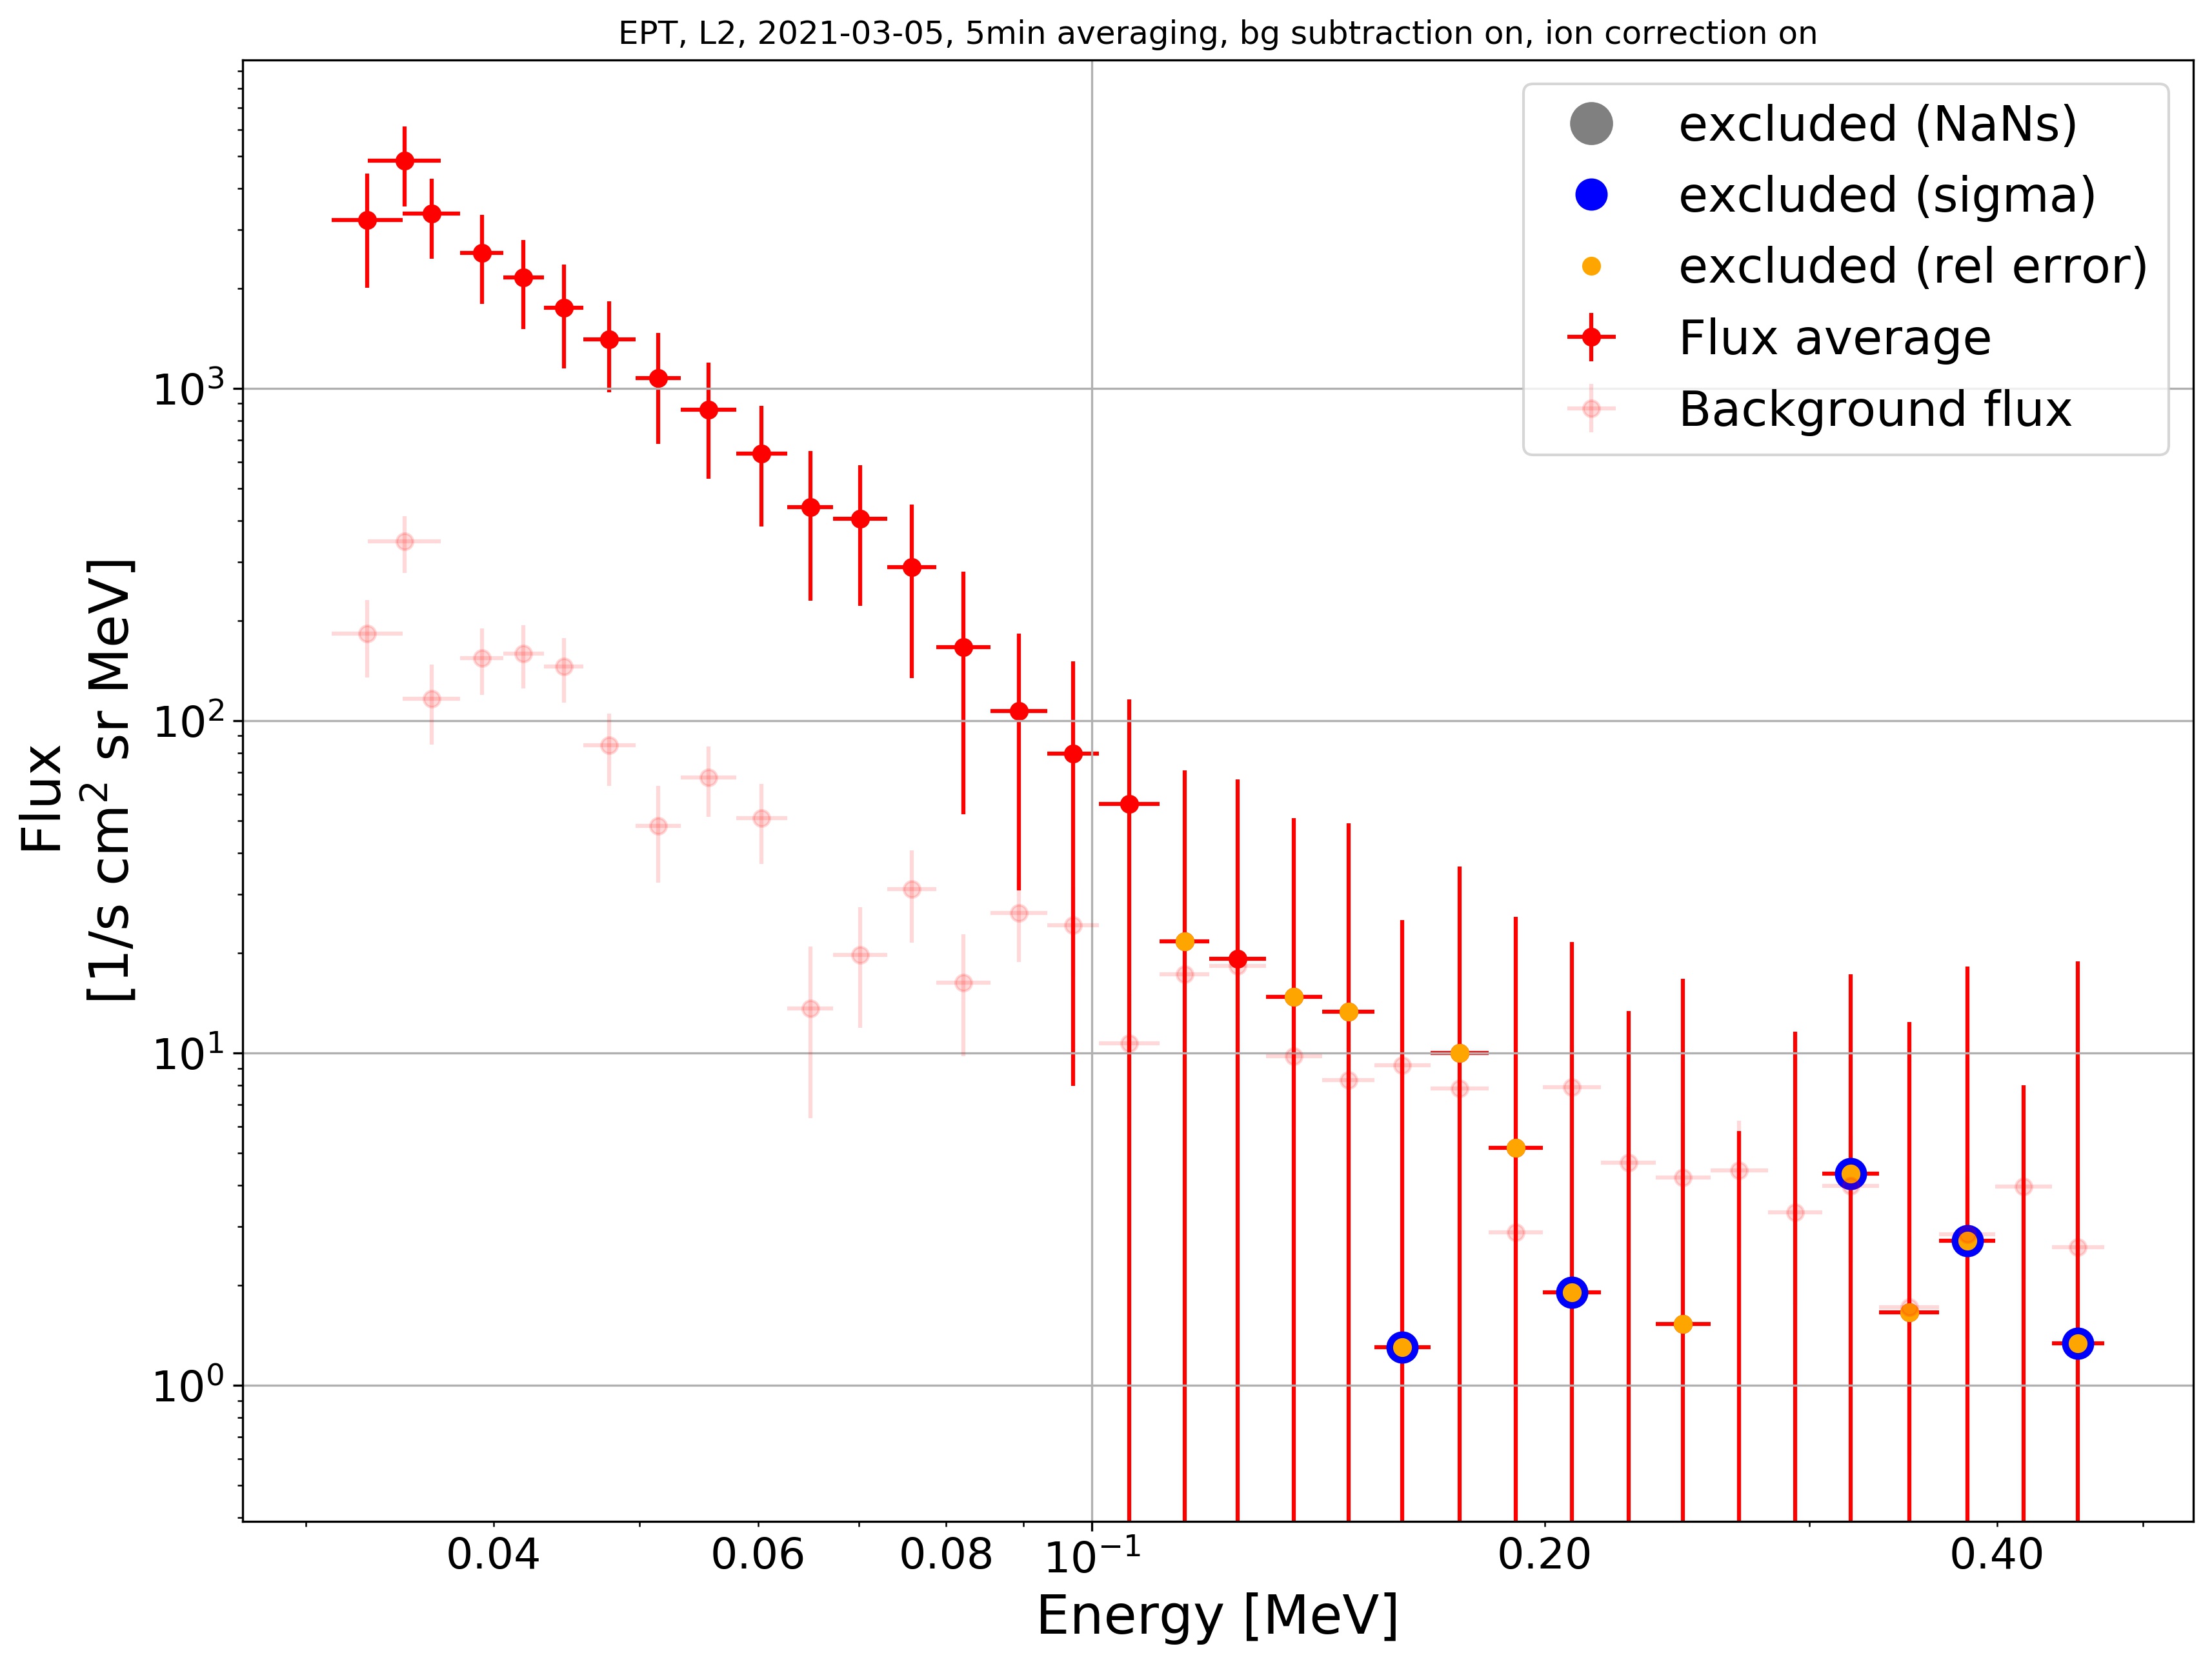 EPT, L2, 2021-03-05, 5min averaging, bg subtraction on, ion correction on
excluded (NaNs)
excluded (sigma)
excluded (rel error)
Flux average
Background flux
Flux
[1/s cm² sr MeV]
10³
10²
10¹
10⁰
0.04 0.06 0.08 10⁻¹ 0.20 0.40
Energy [MeV]